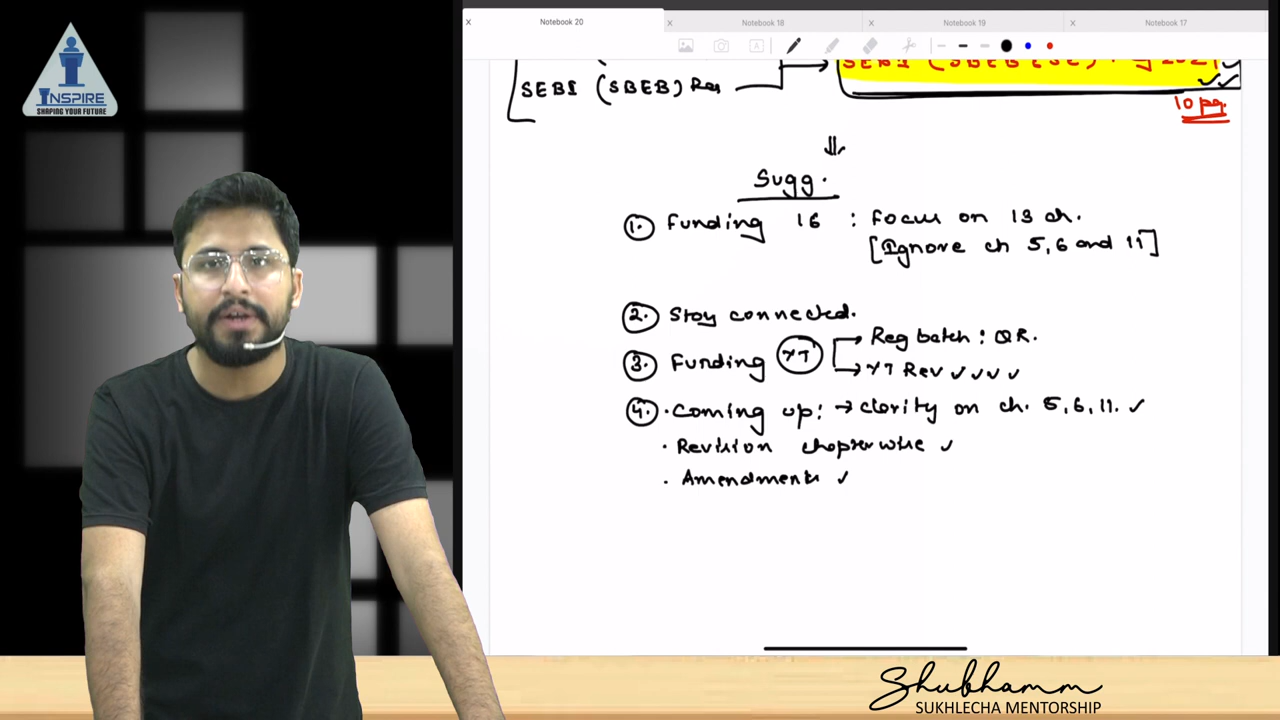 INSPIRE
SHAPING YOUR FUTURE
Notebook 20
Notebook 18
Notebook 19
Notebook 17
SEBI (SBEB) Reg
10 pg.
Sugg.
1. Funding 16 : Focus on 13 ch.
[Ignore ch 5, 6 and 11]
2. Stay connected.
3. Funding YT → Reg batch : QR.
→ YT Rev ✓ ✓ ✓ ✓
4. · Coming up: → clarity on ch. 5, 6, 11. ✓
· Revision chapterwise ✓
· Amendments ✓
Shubhamm
SUKHLECHA MENTORSHIP